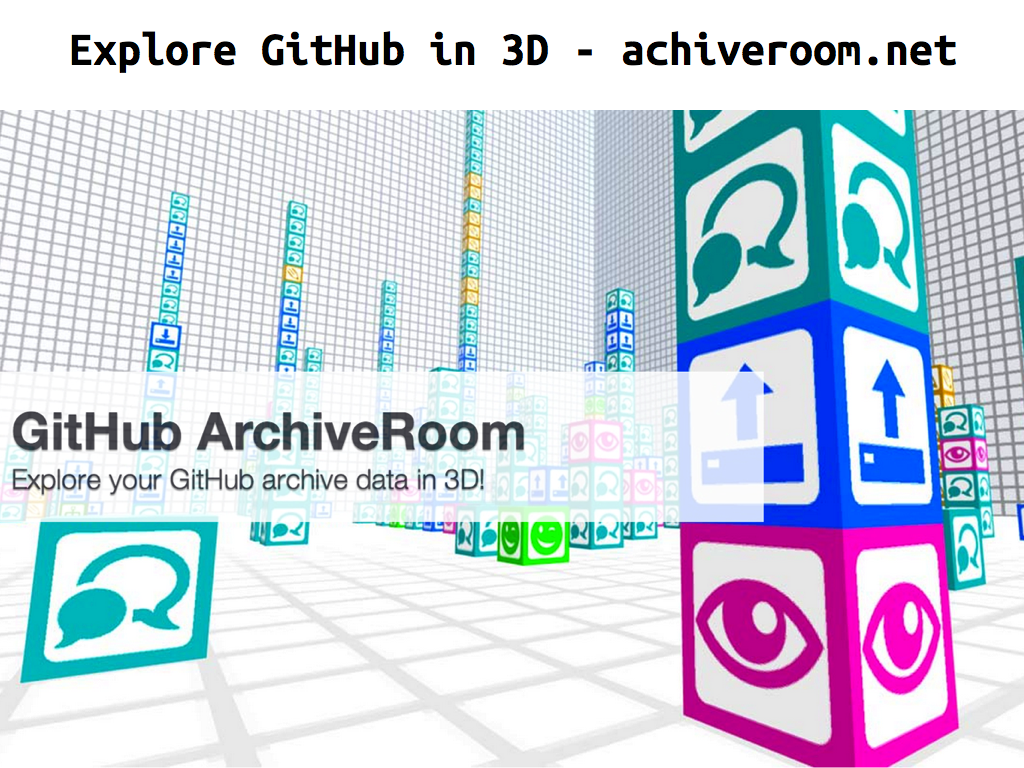 Explore GitHub in 3D - achiveroom.net
GitHub ArchiveRoom
Explore your GitHub archive data in 3D!